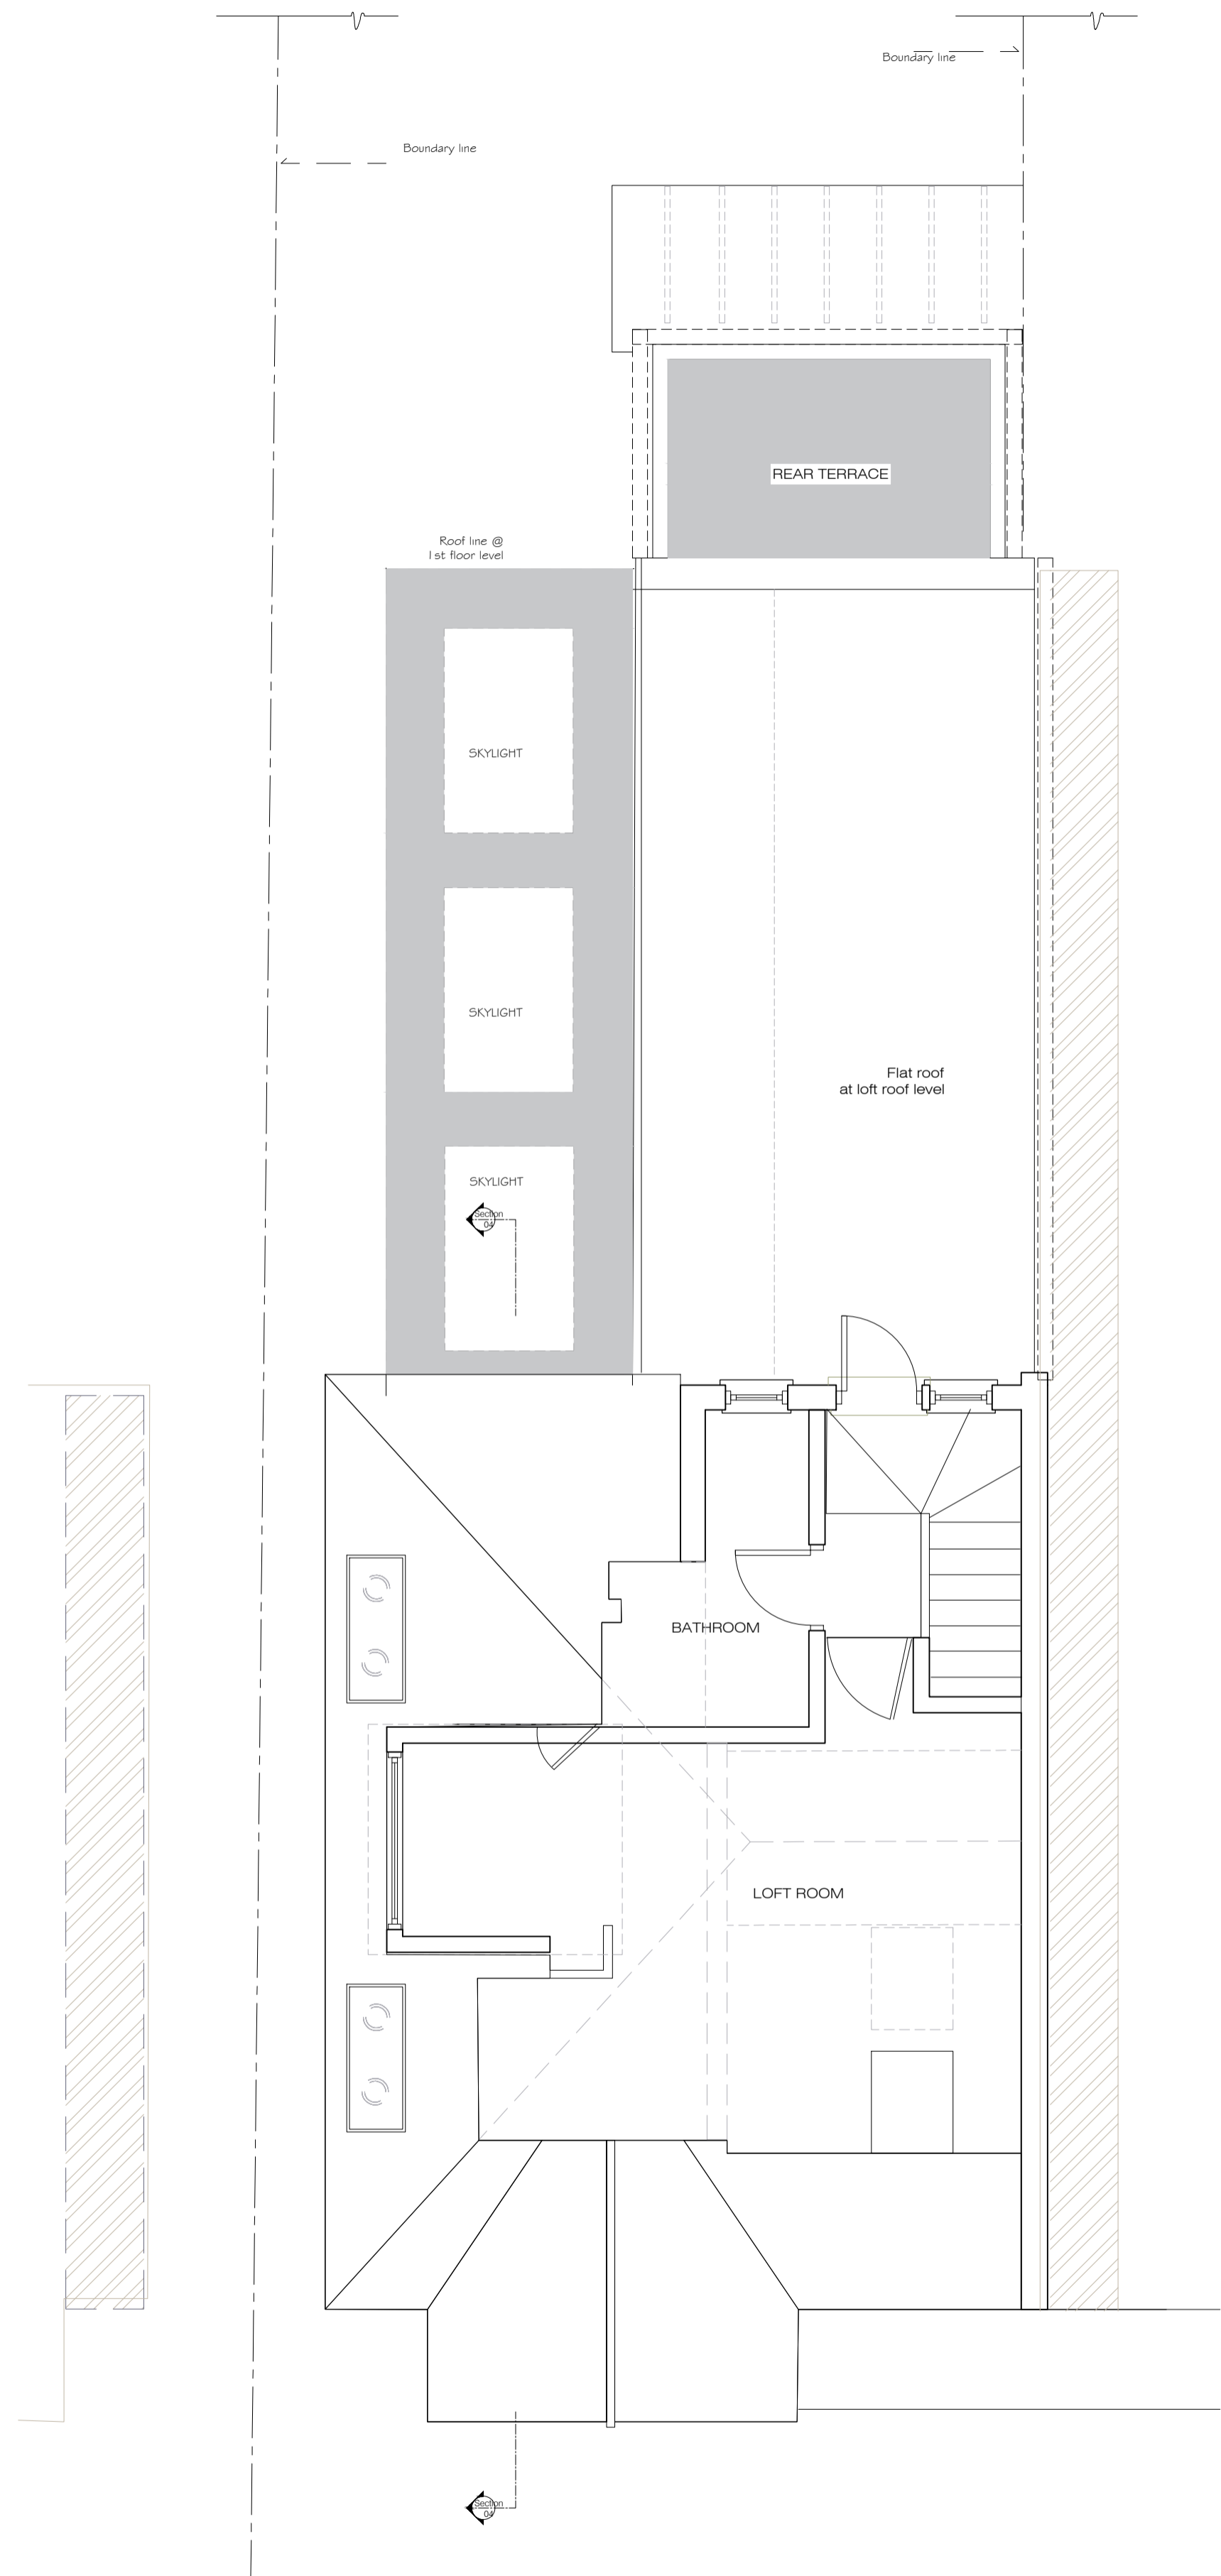 Boundary line
Boundary line
REAR TERRACE
Roof line @
1st floor level
SKYLIGHT
SKYLIGHT
Flat roof
at loft roof level
SKYLIGHT
Section
04
BATHROOM
LOFT ROOM
Section
04